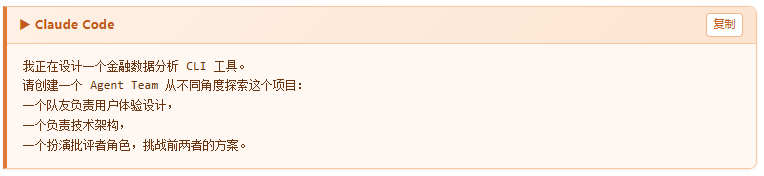 ▶ Claude Code
复制
我正在设计一个金融数据分析 CLI 工具。
请创建一个 Agent Team 从不同角度探索这个项目：
一个队友负责用户体验设计，
一个负责技术架构，
一个扮演批评者角色，挑战前两者的方案。